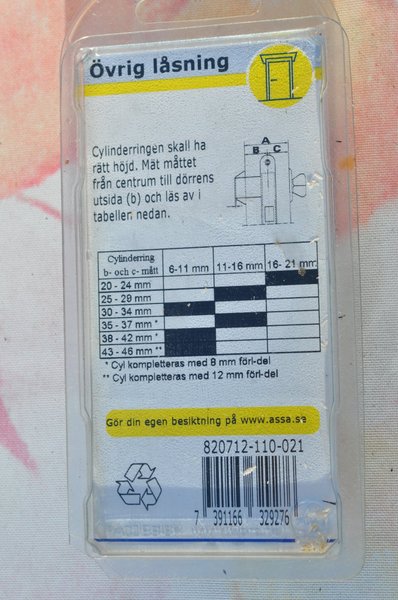 Övrig låsning
A
B C
Cylinderringen skall ha
rätt höjd. Mät måttet
från centrum till dörrens
utsida (b) och läs av i
tabellen nedan.
Cylinderring
b- och c- mått 6-11 mm 11-16 mm 16- 21 mm
20 - 24 mm
25 - 29 mm
30 - 34 mm
35 - 37 mm *
38 - 42 mm *
43 - 46 mm **
* Cyl kompletteras med 8 mm förl-del
** Cyl kompletteras med 12 mm förl-del
Gör din egen besiktning på www.assa.se
820712-110-021
7 391166 329276